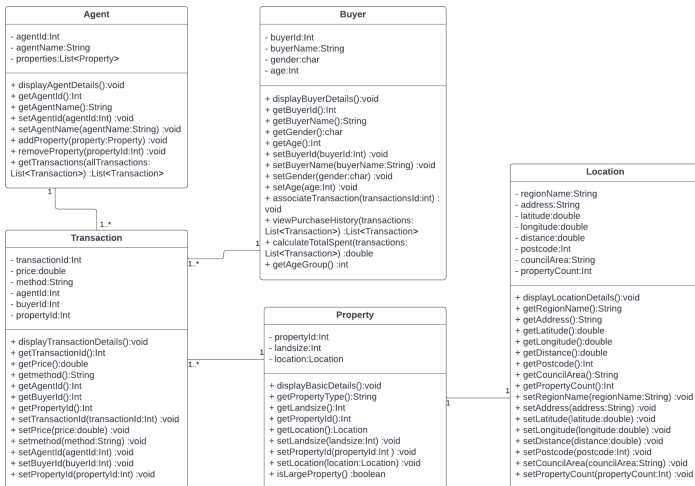 Agent
- agentId:Int
- agentName:String
- properties:List<Property>
+ displayAgentDetails():void
+ getAgentId():Int
+ getAgentName():String
+ setAgentId(agentId:Int) :void
+ setAgentName(agentName:String) :void
+ addProperty(property:Property) :void
+ removeProperty(propertyId:Int) :void
+ getTransactions(allTransactions:
List<Transaction>) :List<Transaction>
1
1..*
Buyer
- buyerId:Int
- buyerName:String
- gender:char
- age:Int
+ displayBuyerDetails():void
+ getBuyerId():Int
+ getBuyerName():String
+ getGender():char
+ getAge():Int
+ setBuyerId(buyerId:Int) :void
+ setBuyerName(buyerName:String) :void
+ setGender(gender:char) :void
+ setAge(age:Int) :void
+ associateTransaction(transactionsId:int) :
void
+ viewPurchaseHistory(transactions:
List<Transaction>) :List<Transaction>
+ calculateTotalSpent(transactions:
List<Transaction>) :double
+ getAgeGroup() :int
1
1..*
Transaction
- transactionId:Int
- price:double
- method:String
- agentId:Int
- buyerId:Int
- propertyId:Int
+ displayTransactionDetails():void
+ getTransactionId():Int
+ getPrice():double
+ getmethod():String
+ getAgentId():Int
+ getBuyerId():Int
+ getPropertyId():Int
+ setTransactionId(transactionId:Int) :void
+ setPrice(price:double) :void
+ setmethod(method:String) :void
+ setAgentId(agentId:Int) :void
+ setBuyerId(buyerId:Int) :void
+ setPropertyId(propertyId:Int) :void
1..*
1
Property
- propertyId:Int
- landsize:Int
- location:Location
+ displayBasicDetails():void
+ getPropertyType():String
+ getLandsize():Int
+ getPropertyId():Int
+ getLocation():Location
+ setLandsize(landsize:Int) :void
+ setPropertyId(propertyId:Int ) :void
+ setLocation(location:Location) :void
+ isLargeProperty() :boolean
1
1
Location
- regionName:String
- address:String
- latitude:double
- longitude:double
- distance:double
- postcode:Int
- councilArea:String
- propertyCount:Int
+ displayLocationDetails():void
+ getRegionName():String
+ getAddress():String
+ getLatitude():double
+ getLongitude():double
+ getDistance():double
+ getPostcode():Int
+ getCouncilArea():String
+ getPropertyCount():Int
+ setRegionName(regionName:String) :void
+ setAddress(address:String) :void
+ setLatitude(latitude:double) :void
+ setLongitude(longitude:double) :void
+ setDistance(distance:double) :void
+ setPostcode(postcode:Int) :void
+ setCouncilArea(councilArea:String) :void
+ setPropertyCount(propertyCount:Int) :void